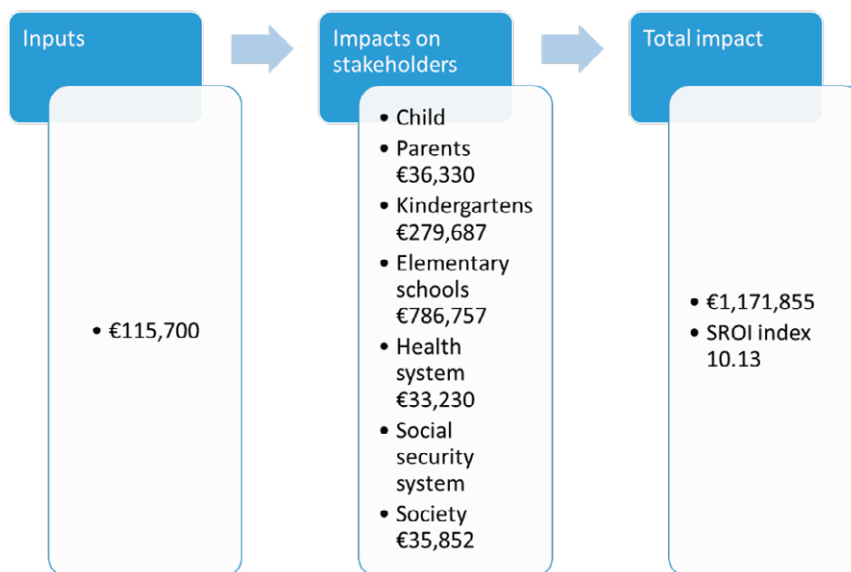 Inputs
• €115,700
Impacts on
stakeholders
• Child
• Parents
€36,330
• Kindergartens
€279,687
• Elementary
schools
€786,757
• Health
system
€33,230
• Social
security
system
• Society
€35,852
Total impact
• €1,171,855
• SROI index
10.13